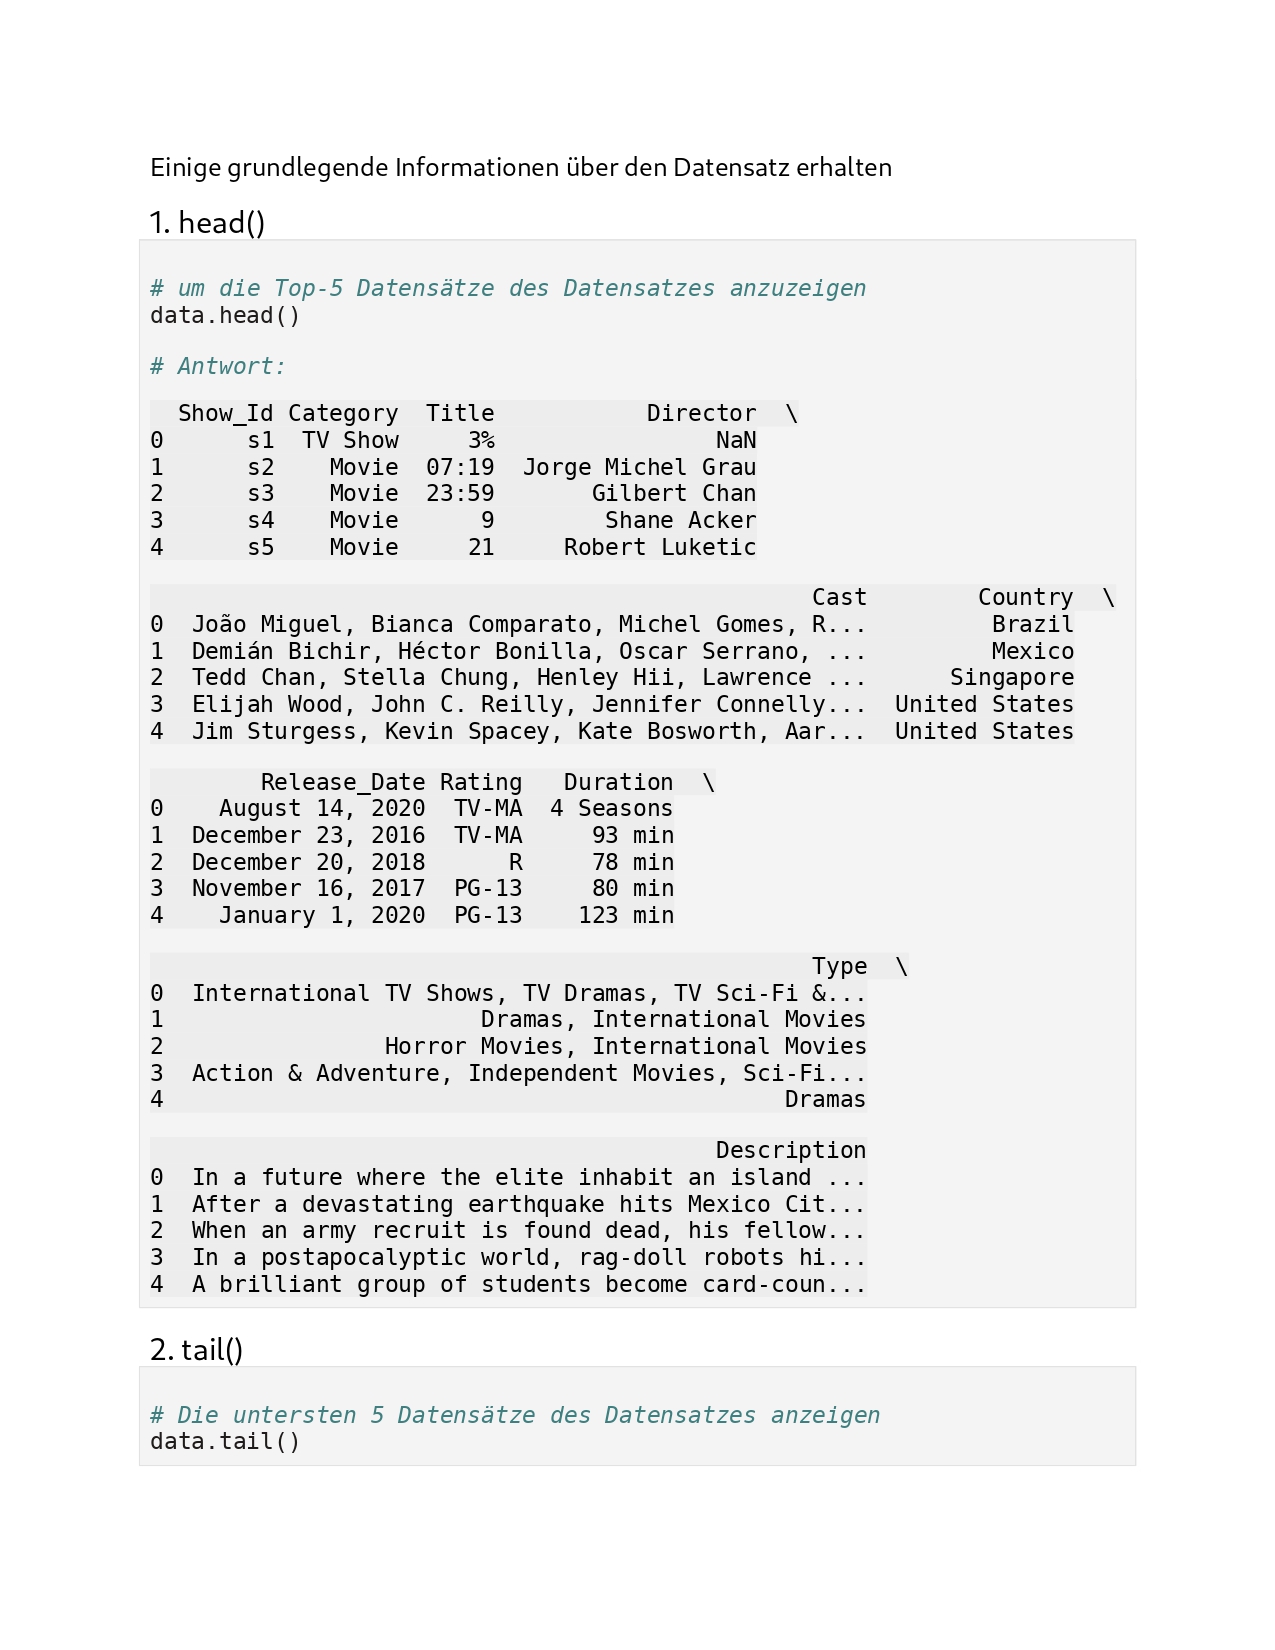 Einige grundlegende Informationen über den Datensatz erhalten
1. head()
# um die Top-5 Datensätze des Datensatzes anzuzeigen
data.head()
# Antwort:
  Show_Id Category  Title           Director  \
0      s1  TV Show     3%                NaN
1      s2    Movie  07:19  Jorge Michel Grau
2      s3    Movie  23:59       Gilbert Chan
3      s4    Movie      9        Shane Acker
4      s5    Movie     21     Robert Luketic
                                                Cast        Country  \
0  João Miguel, Bianca Comparato, Michel Gomes, R...         Brazil
1  Demián Bichir, Héctor Bonilla, Oscar Serrano, ...         Mexico
2  Tedd Chan, Stella Chung, Henley Hii, Lawrence ...      Singapore
3  Elijah Wood, John C. Reilly, Jennifer Connelly...  United States
4  Jim Sturgess, Kevin Spacey, Kate Bosworth, Aar...  United States
        Release_Date Rating   Duration  \
0    August 14, 2020  TV-MA  4 Seasons
1  December 23, 2016  TV-MA     93 min
2  December 20, 2018      R     78 min
3  November 16, 2017  PG-13     80 min
4    January 1, 2020  PG-13    123 min
                                                Type  \
0  International TV Shows, TV Dramas, TV Sci-Fi &...
1                       Dramas, International Movies
2                Horror Movies, International Movies
3  Action & Adventure, Independent Movies, Sci-Fi...
4                                             Dramas
                                         Description
0  In a future where the elite inhabit an island ...
1  After a devastating earthquake hits Mexico Cit...
2  When an army recruit is found dead, his fellow...
3  In a postapocalyptic world, rag-doll robots hi...
4  A brilliant group of students become card-coun...
2. tail()
# Die untersten 5 Datensätze des Datensatzes anzeigen
data.tail()